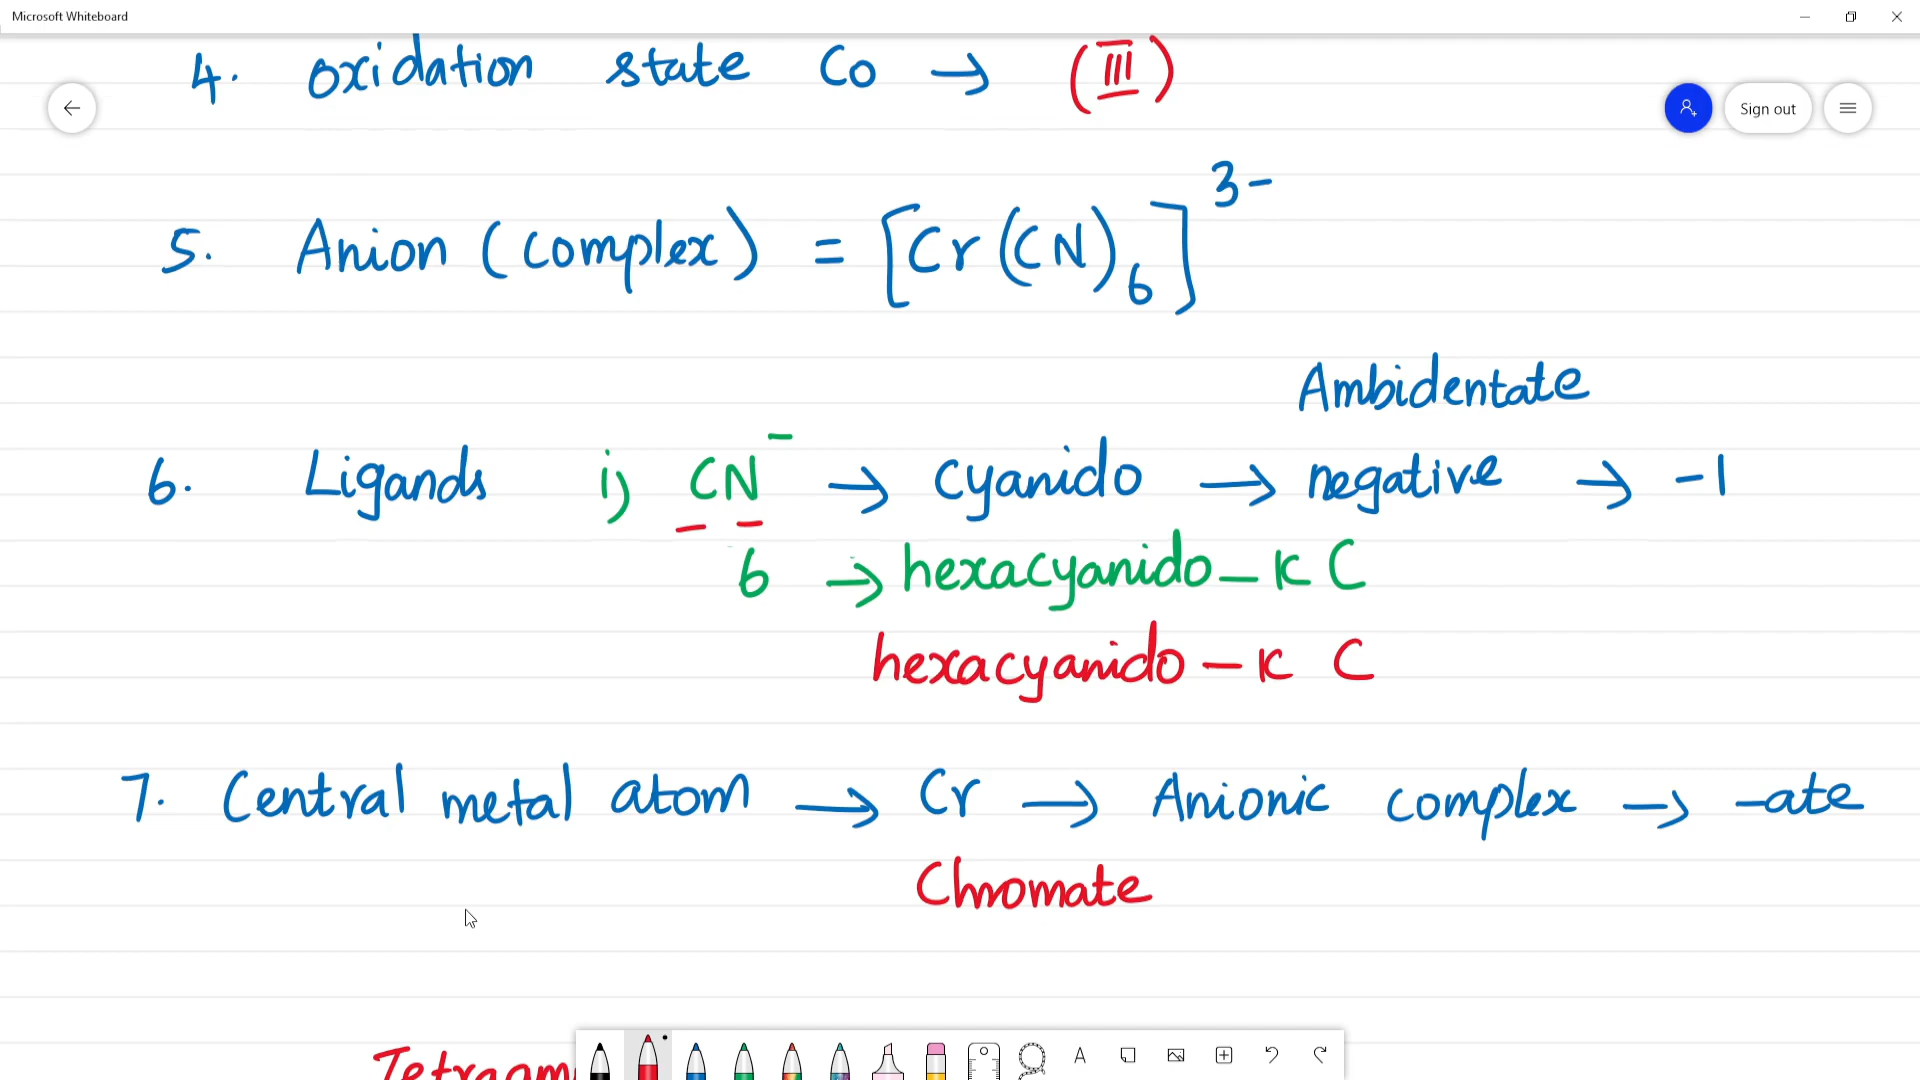 Microsoft Whiteboard
4. oxidation state Co → (III)
Sign out
5. Anion (complex) = [Cr(CN)6]3-
Ambidentate
6. Ligands i) CN- → cyanido → negative → -1
6 → hexacyanido-κ C
hexacyanido-κ C
7. Central metal atom → Cr → Anionic complex → -ate
Chromate